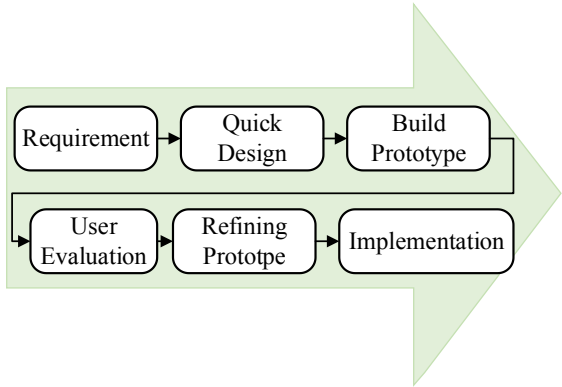 Requirement
Quick
Design
Build
Prototype
User
Evaluation
Refining
Prototpe
Implementation